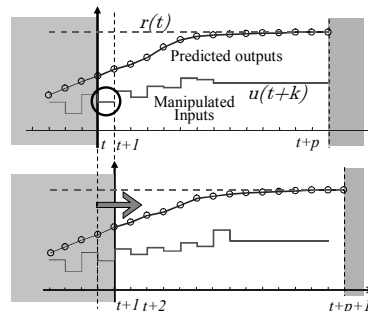 r(t)
Predicted outputs
u(t+k)
Manipulated
Inputs
t t+1 t+p
t+1 t+2 t+p+1